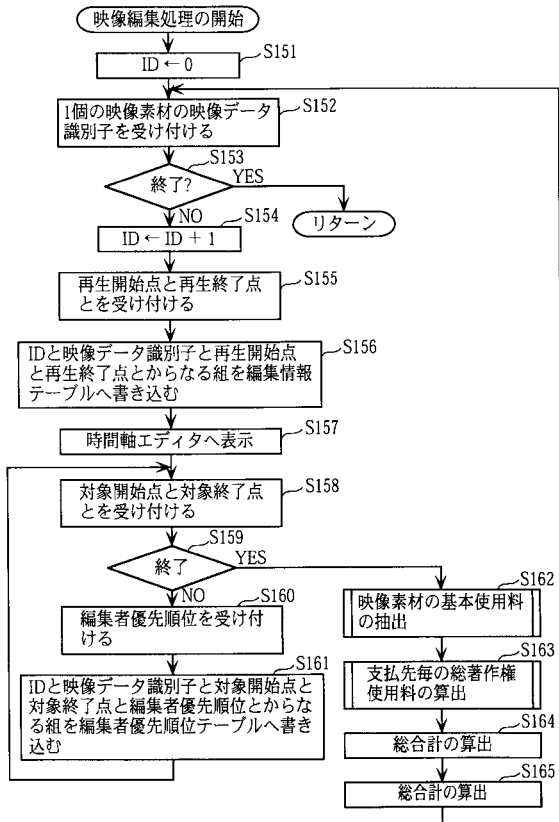 映像編集処理の開始
S151
ID ← 0
S152
1個の映像素材の映像データ
識別子を受け付ける
S153
終了?
YES
NO
リターン
S154
ID ← ID + 1
S155
再生開始点と再生終了点
とを受け付ける
S156
IDと映像データ識別子と再生開始点
と再生終了点とからなる組を編集情報
テーブルへ書き込む
S157
時間軸エディタへ表示
S158
対象開始点と対象終了点
とを受け付ける
S159
終了
YES
NO
S160
編集者優先順位を受け付
ける
S161
IDと映像データ識別子と対象開始点と
対象終了点と編集者優先順位とからな
る組を編集者優先順位テーブルへ書き
込む
S162
映像素材の基本使用料
の抽出
S163
支払先毎の総著作権
使用料の算出
S164
総合計の算出
S165
総合計の算出